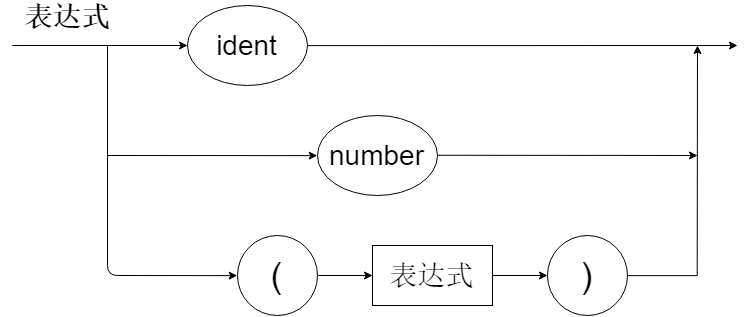 表达式
ident
number
( 表达式 )